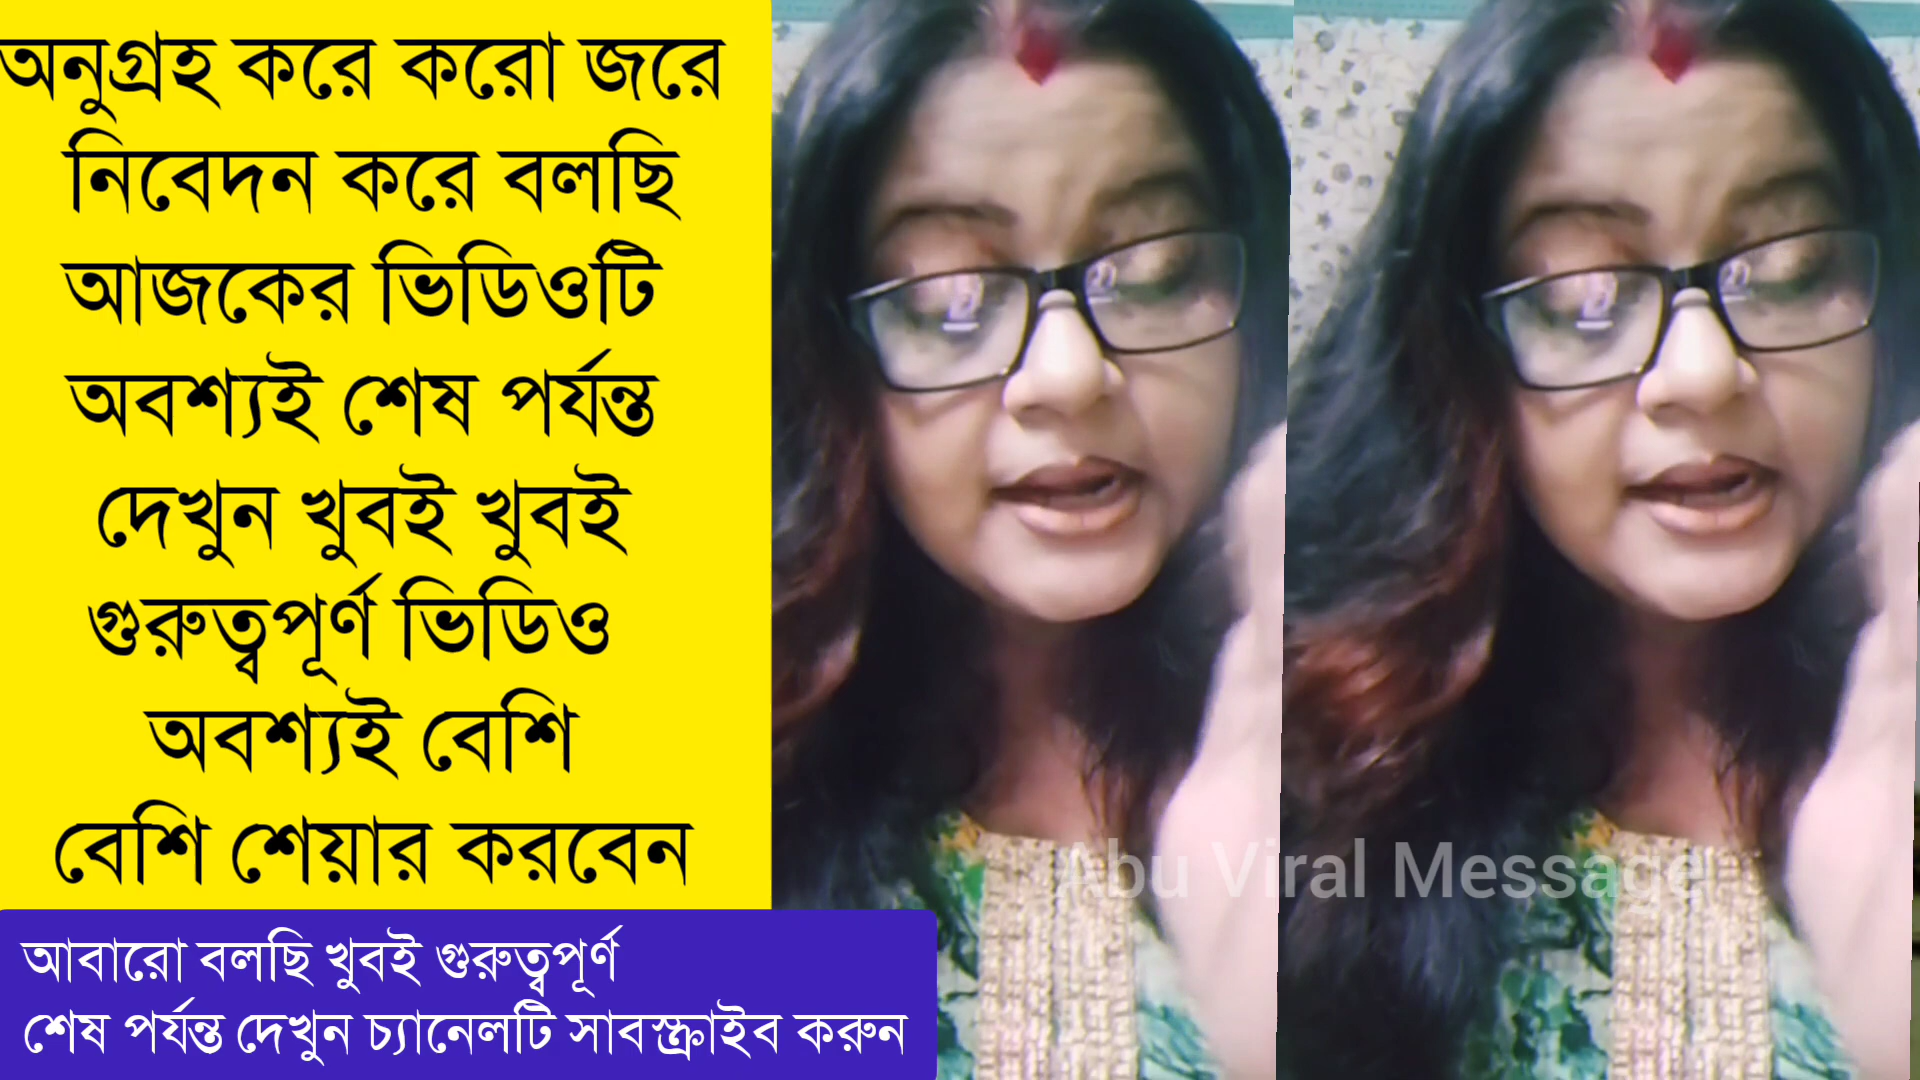 অনুগ্রহ করে করো জরে
নিবেদন করে বলছি
আজকের ভিডিওটি
অবশ্যই শেষ পর্যন্ত
দেখুন খুবই খুবই
গুরুত্বপূর্ণ ভিডিও
অবশ্যই বেশি
বেশি শেয়ার করবেন
আবারো বলছি খুবই গুরুত্বপূর্ণ
শেষ পর্যন্ত দেখুন চ্যানেলটি সাবস্ক্রাইব করুন
Abu Viral Message